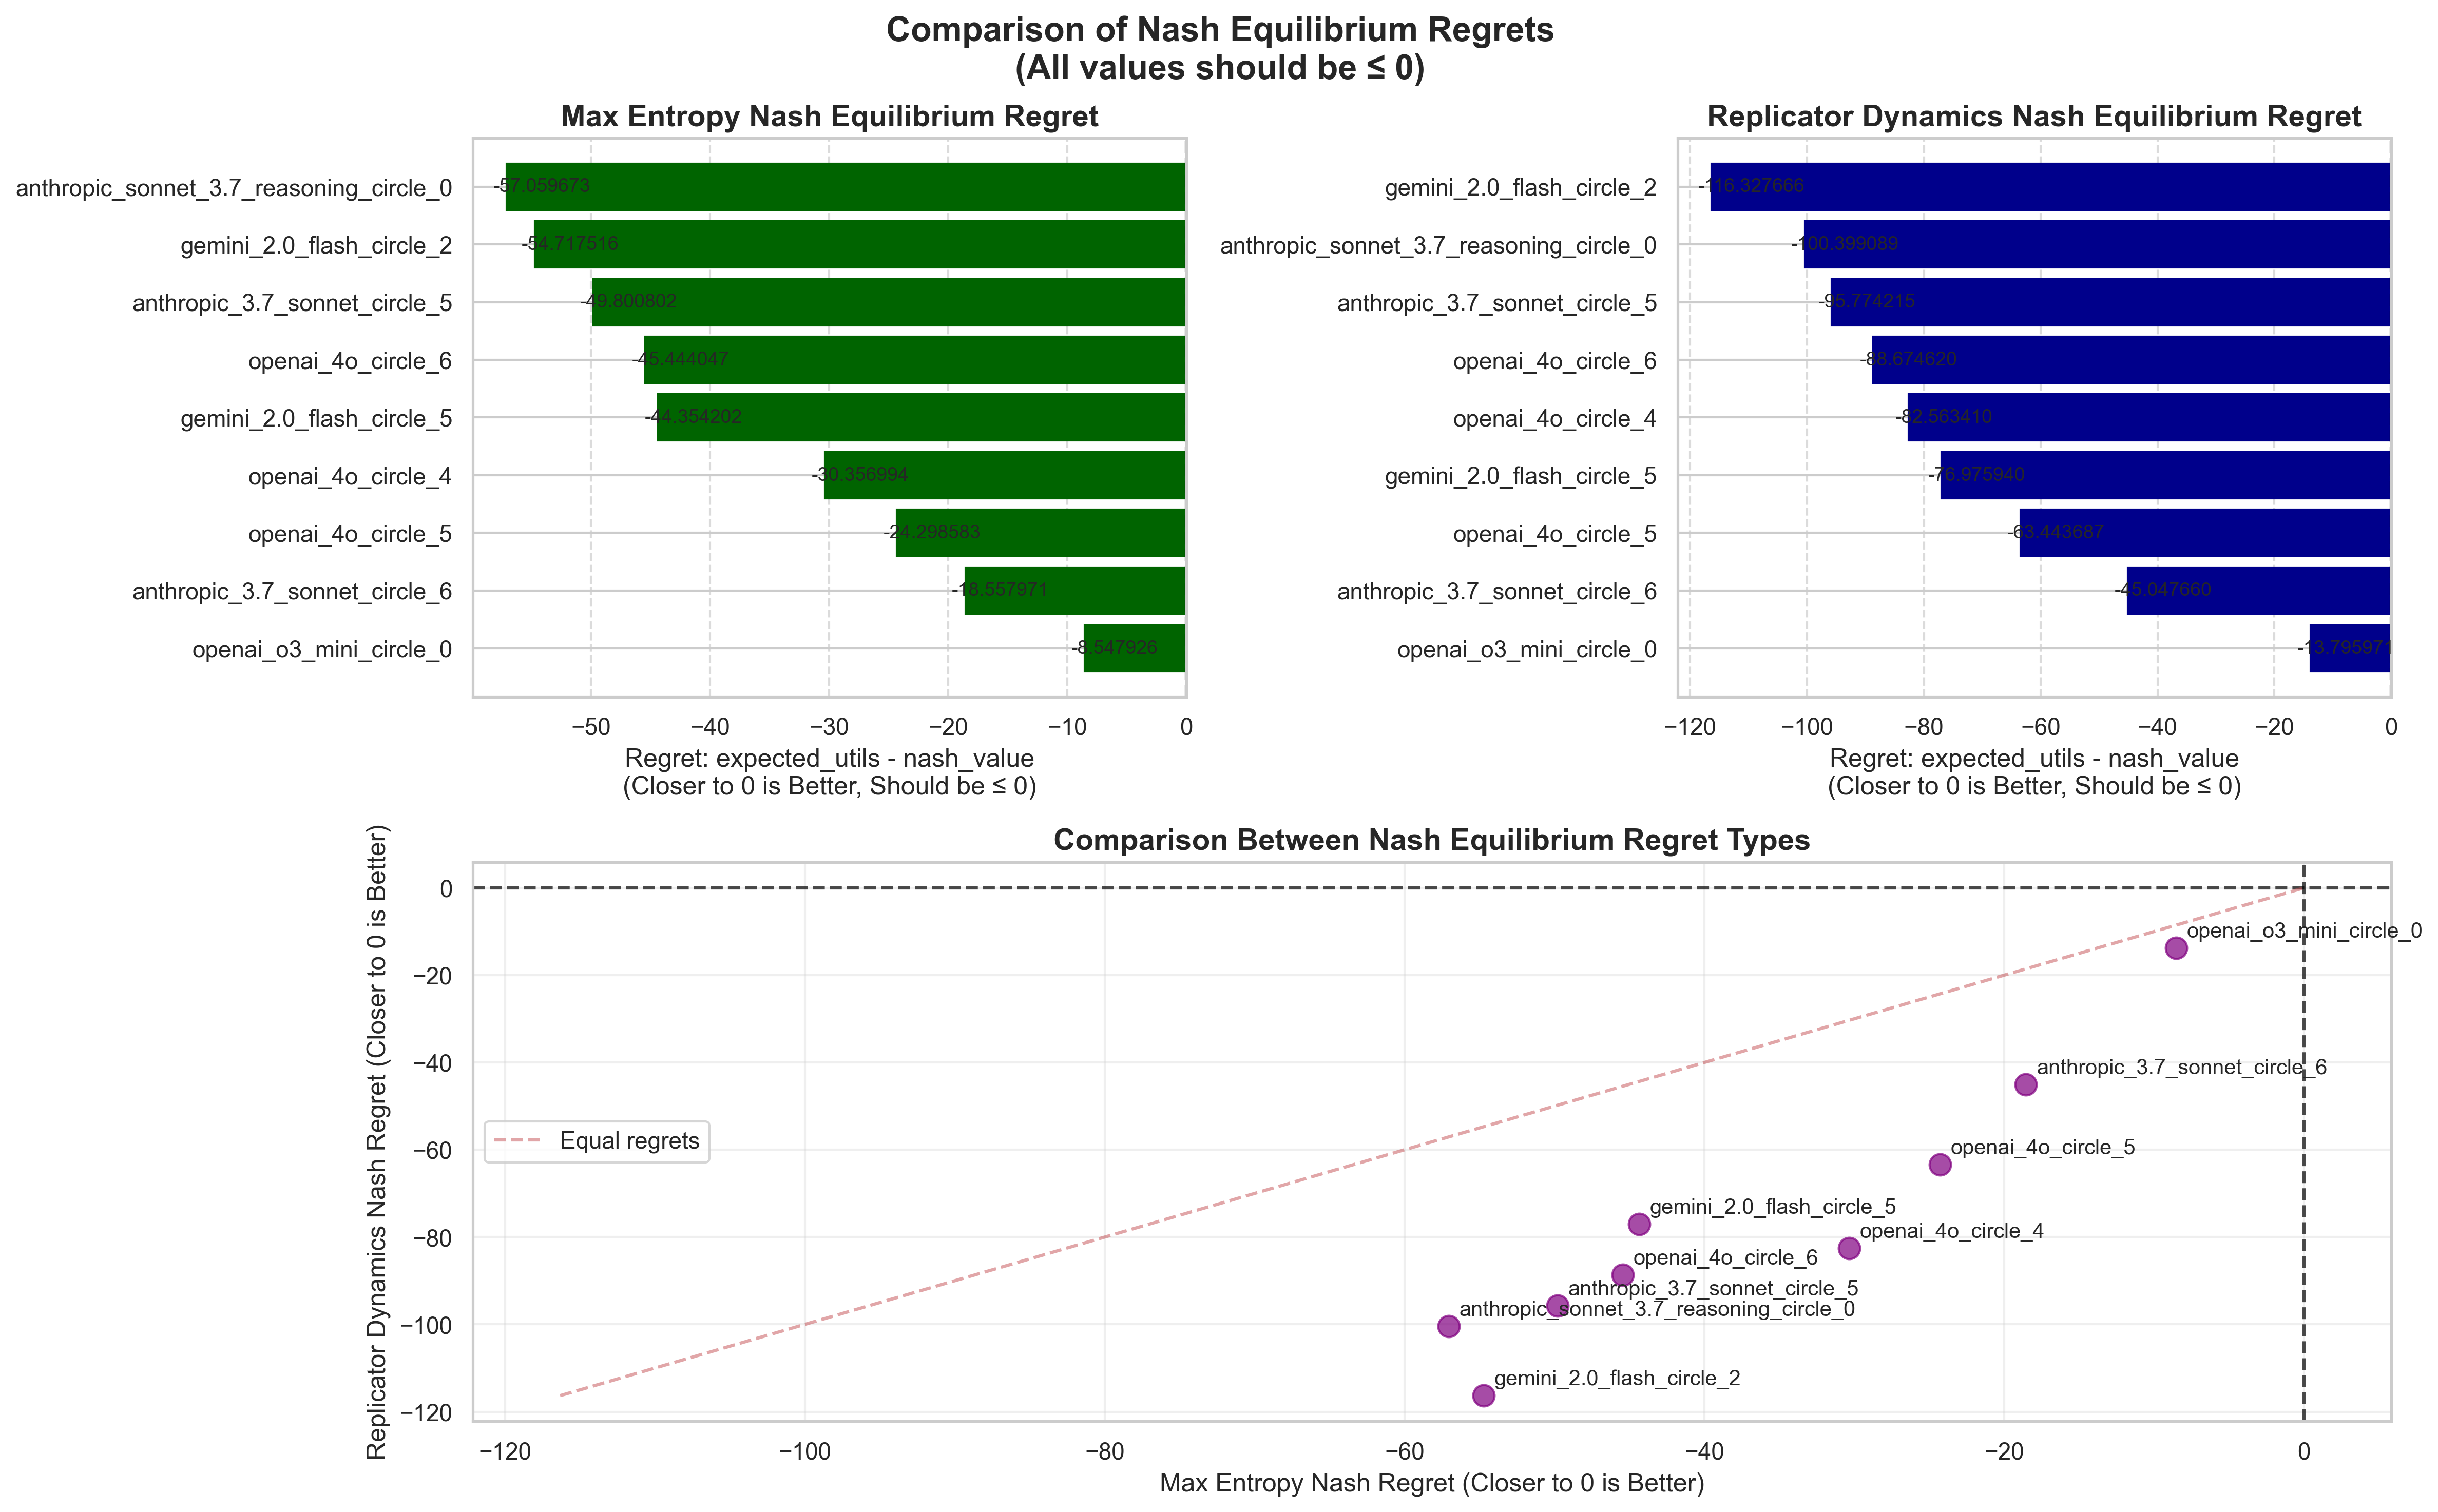 Comparison of Nash Equilibrium Regrets
(All values should be ≤ 0)
Max Entropy Nash Equilibrium Regret
anthropic_sonnet_3.7_reasoning_circle_0
-57.059673
gemini_2.0_flash_circle_2
-54.717516
anthropic_3.7_sonnet_circle_5
-49.800802
openai_4o_circle_6
-45.444047
gemini_2.0_flash_circle_5
-44.354202
openai_4o_circle_4
-30.356994
openai_4o_circle_5
-24.298583
anthropic_3.7_sonnet_circle_6
-18.557971
openai_o3_mini_circle_0
-8.547926
−50 −40 −30 −20 −10 0
Regret: expected_utils - nash_value
(Closer to 0 is Better, Should be ≤ 0)
Replicator Dynamics Nash Equilibrium Regret
gemini_2.0_flash_circle_2
-116.327666
anthropic_sonnet_3.7_reasoning_circle_0
-100.399089
anthropic_3.7_sonnet_circle_5
-95.774215
openai_4o_circle_6
-88.674620
openai_4o_circle_4
-82.563410
gemini_2.0_flash_circle_5
-76.975940
openai_4o_circle_5
-63.443687
anthropic_3.7_sonnet_circle_6
-45.047660
openai_o3_mini_circle_0
-13.795971
−120 −100 −80 −60 −40 −20 0
Regret: expected_utils - nash_value
(Closer to 0 is Better, Should be ≤ 0)
Comparison Between Nash Equilibrium Regret Types
Replicator Dynamics Nash Regret (Closer to 0 is Better)
0
−20
−40
−60
−80
−100
−120
openai_o3_mini_circle_0
anthropic_3.7_sonnet_circle_6
Equal regrets
openai_4o_circle_5
gemini_2.0_flash_circle_5
openai_4o_circle_4
openai_4o_circle_6
anthropic_3.7_sonnet_circle_5
anthropic_sonnet_3.7_reasoning_circle_0
gemini_2.0_flash_circle_2
−120 −100 −80 −60 −40 −20 0
Max Entropy Nash Regret (Closer to 0 is Better)